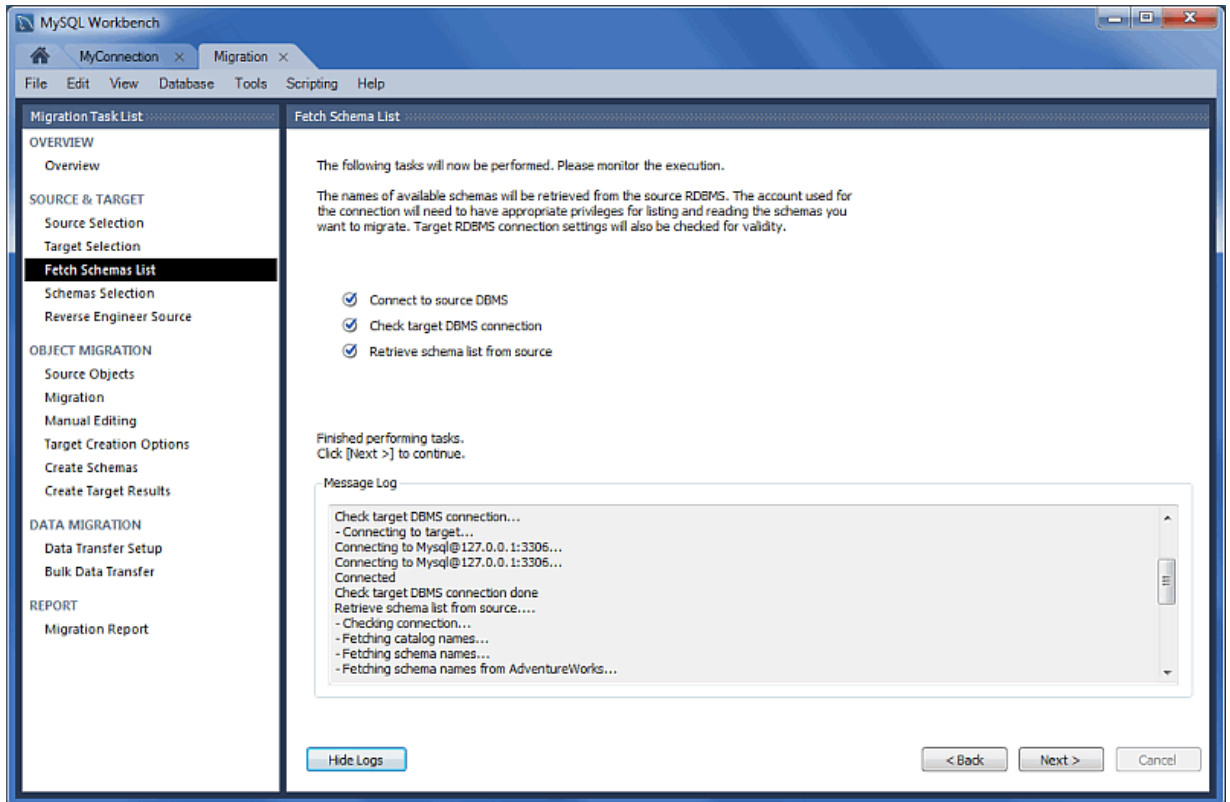 MySQL Workbench
MyConnection
Migration
File Edit View Database Tools Scripting Help
Migration Task List
OVERVIEW
Overview
SOURCE & TARGET
Source Selection
Target Selection
Fetch Schemas List
Schemas Selection
Reverse Engineer Source
OBJECT MIGRATION
Source Objects
Migration
Manual Editing
Target Creation Options
Create Schemas
Create Target Results
DATA MIGRATION
Data Transfer Setup
Bulk Data Transfer
REPORT
Migration Report
Fetch Schema List
The following tasks will now be performed. Please monitor the execution.
The names of available schemas will be retrieved from the source RDBMS. The account used for
the connection will need to have appropriate privileges for listing and reading the schemas you
want to migrate. Target RDBMS connection settings will also be checked for validity.
Connect to source DBMS
Check target DBMS connection
Retrieve schema list from source
Finished performing tasks.
Click [Next >] to continue.
Message Log
Check target DBMS connection...
- Connecting to target...
Connecting to Mysql@127.0.0.1:3306...
Connecting to Mysql@127.0.0.1:3306...
Connected
Check target DBMS connection done
Retrieve schema list from source....
- Checking connection...
- Fetching catalog names...
- Fetching schema names...
- Fetching schema names from AdventureWorks...
Hide Logs
< Back
Next >
Cancel